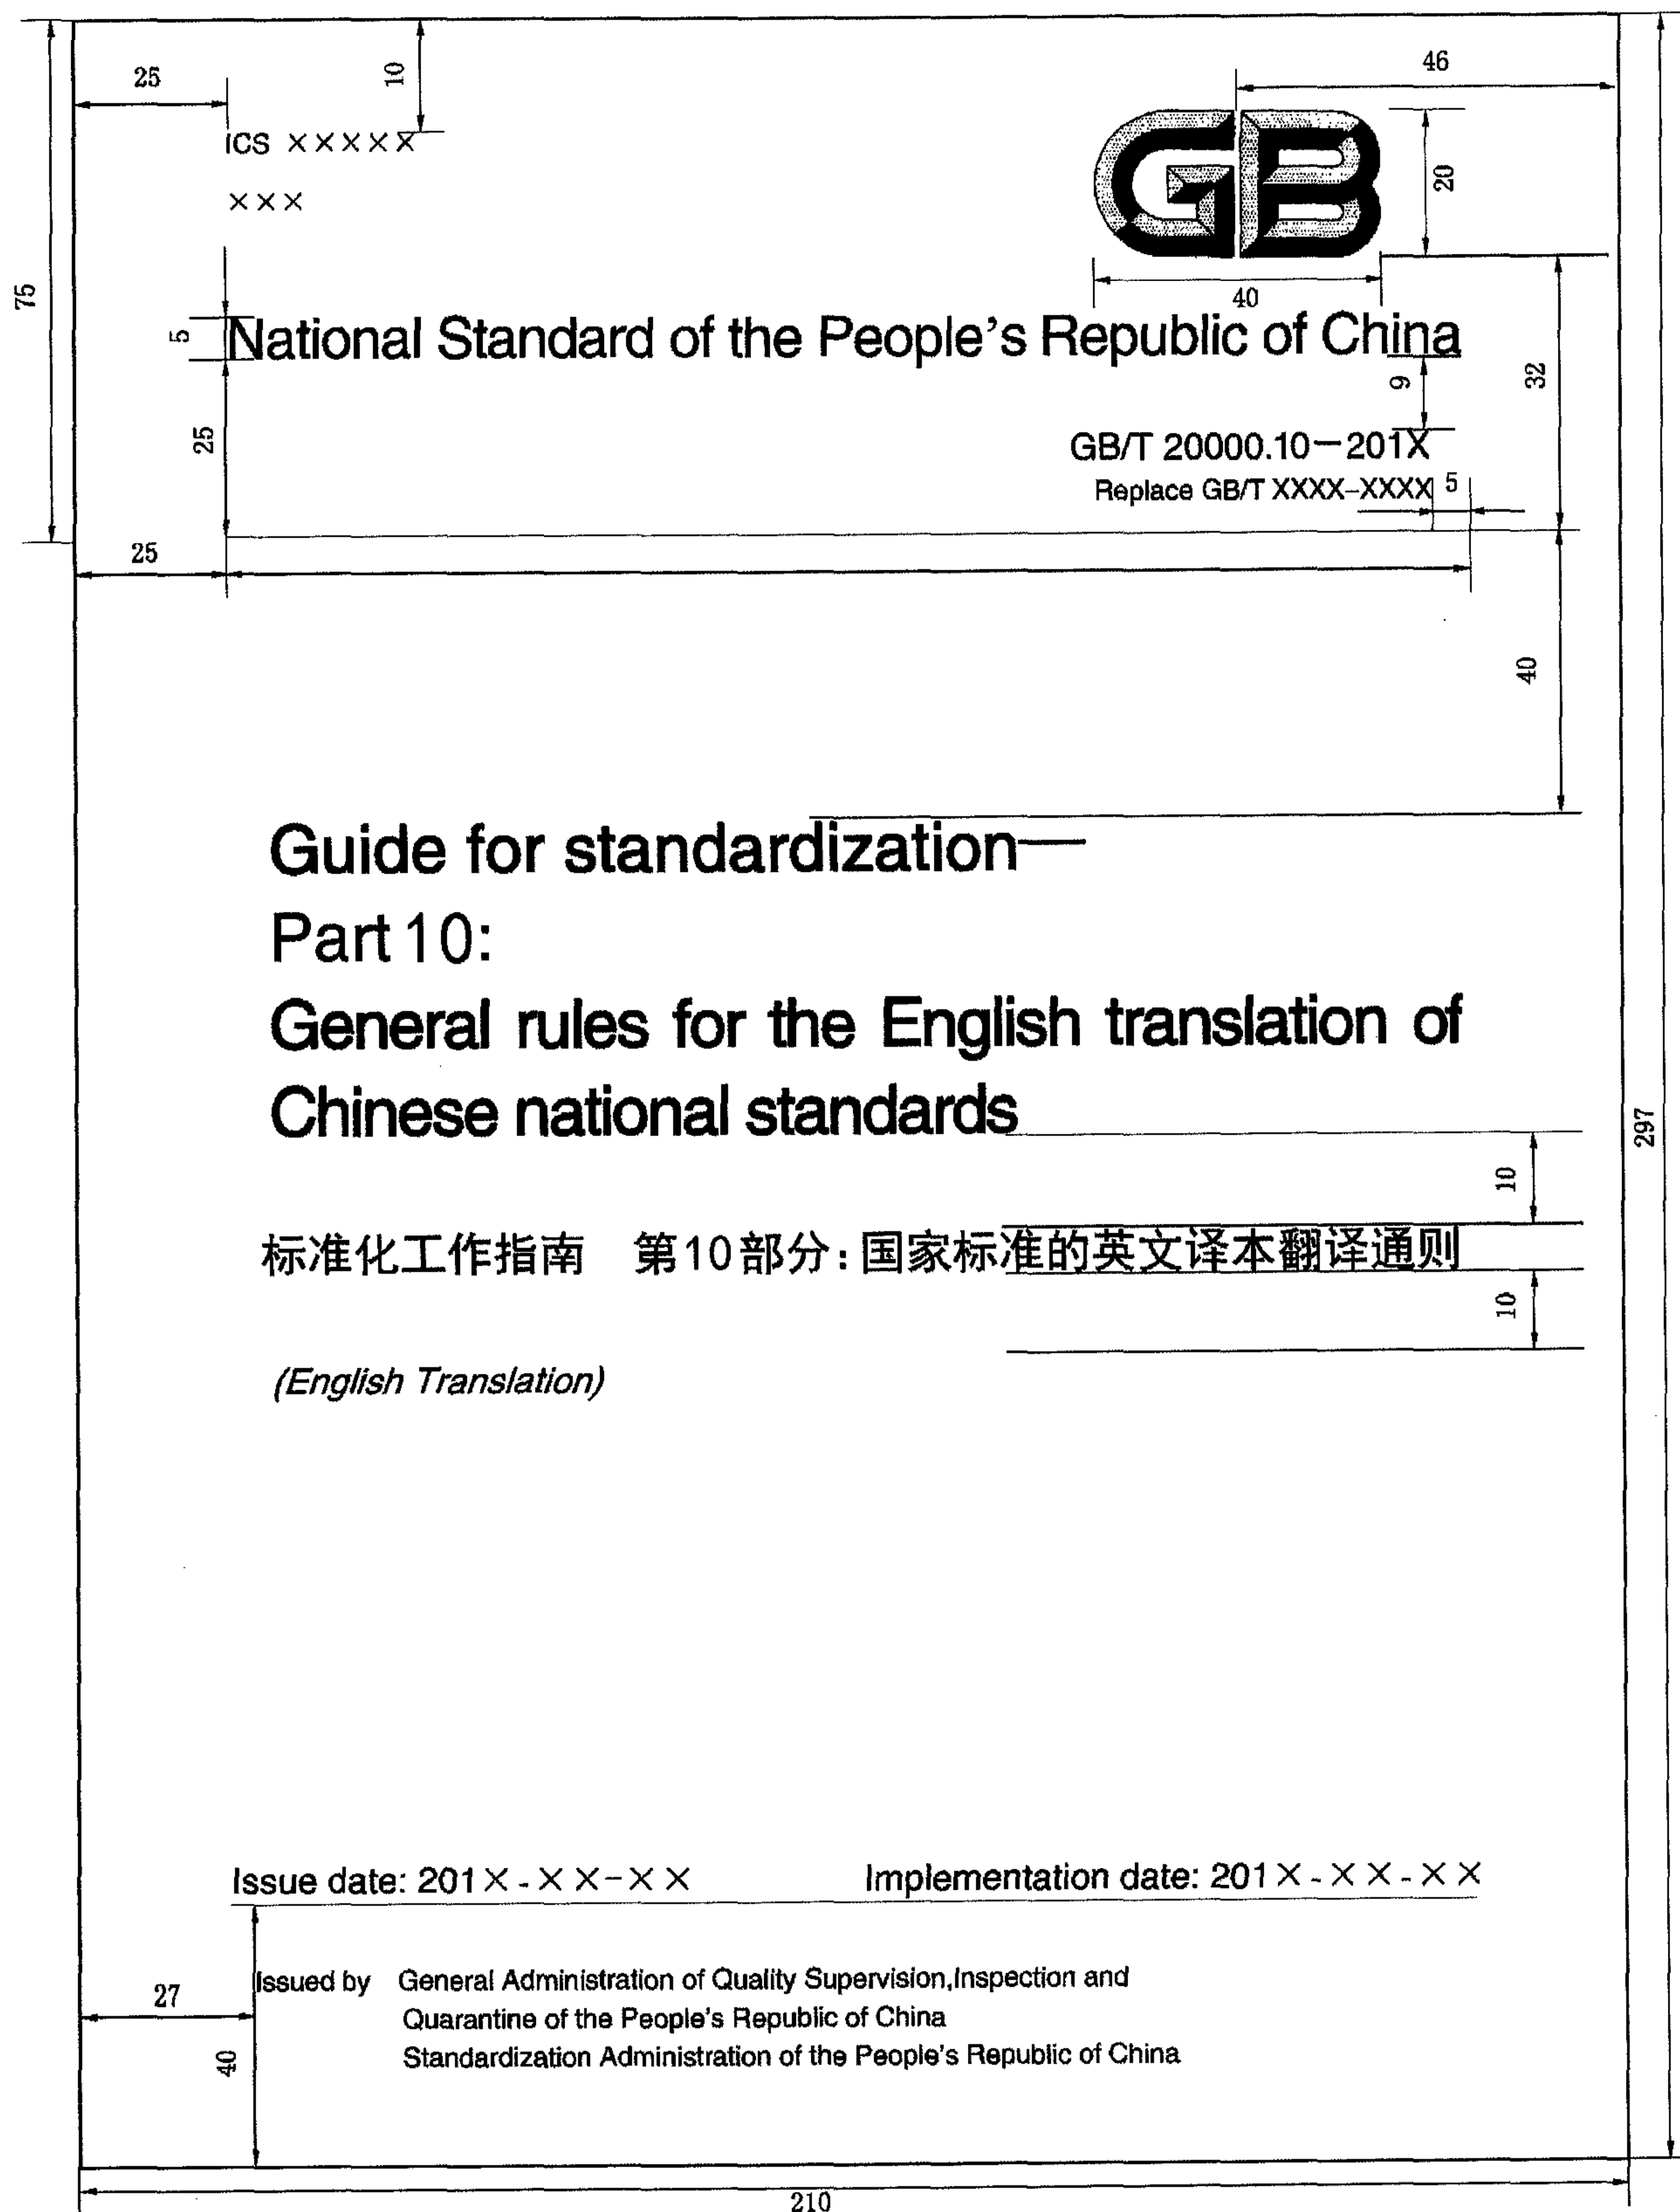 25
10
46
ICS ×××××
×××
GB
20
40
75
5
National Standard of the People's Republic of China
9
32
25
GB/T 20000.10—201X
Replace GB/T XXXX-XXXX
5
25
40
Guide for standardization—
Part 10:
General rules for the English translation of
Chinese national standards
297
10
标准化工作指南　第10部分:国家标准的英文译本翻译通则
10
(English Translation)
Issue date: 201×-××-××
Implementation date: 201×-××-××
Issued by General Administration of Quality Supervision,Inspection and
Quarantine of the People's Republic of China
Standardization Administration of the People's Republic of China
27
40
210